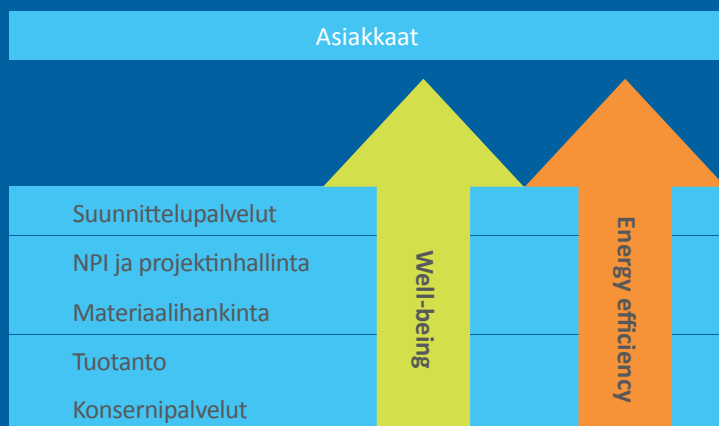 Asiakkaat
Suunnittelupalvelut
NPI ja projektinhallinta
Materiaalihankinta
Tuotanto
Konsernipalvelut
Well-being
Energy efficiency